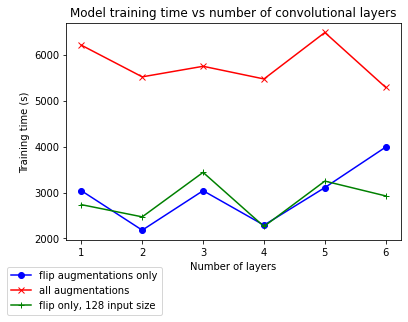 Model training time vs number of convolutional layers
Training time (s)
6000
5000
4000
3000
2000
1 2 3 4 5 6
Number of layers
flip augmentations only
all augmentations
flip only, 128 input size